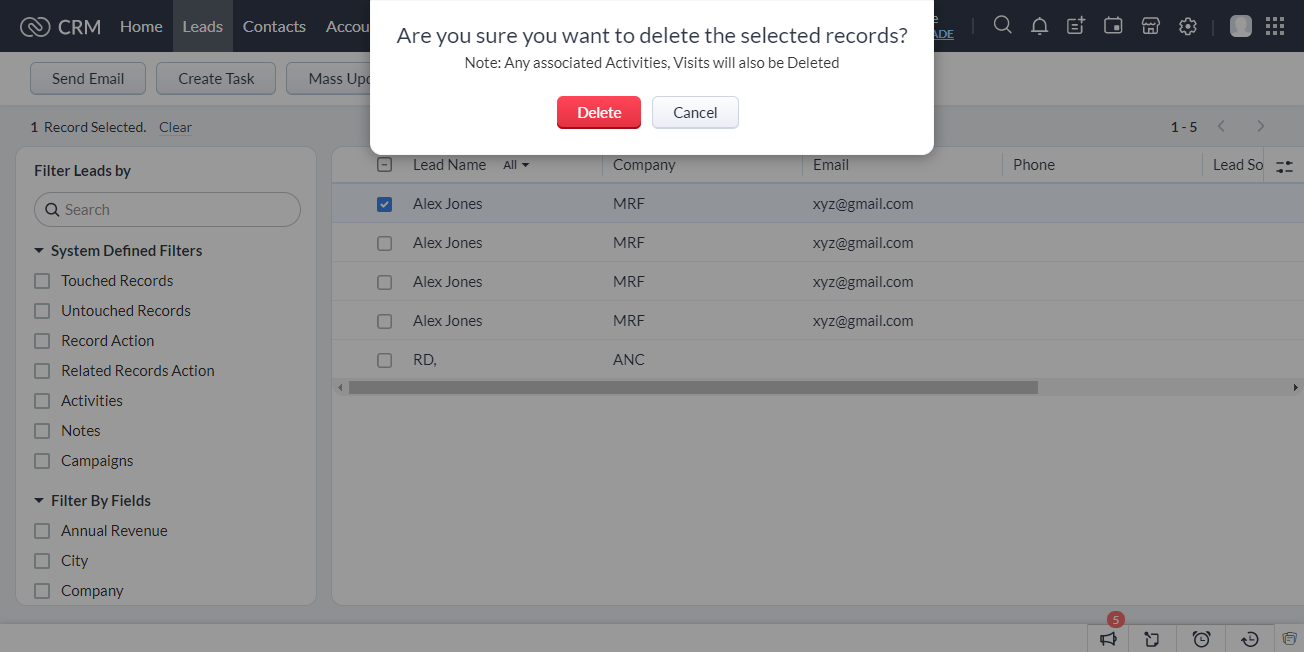 CRM Home Leads Contacts
ADE
Are you sure you want to delete the selected records?
Note: Any associated Activities, Visits will also be Deleted
Delete Cancel
Send Email Create Task Mass
1 Record Selected. Clear
1 - 5
Filter Leads by
Search
System Defined Filters
Touched Records
Untouched Records
Record Action
Related Records Action
Activities
Notes
Campaigns
Filter By Fields
Annual Revenue
City
Company
Lead Name All Company Email Phone Lead So
Alex Jones MRF xyz@gmail.com
Alex Jones MRF xyz@gmail.com
Alex Jones MRF xyz@gmail.com
Alex Jones MRF xyz@gmail.com
RD, ANC
5